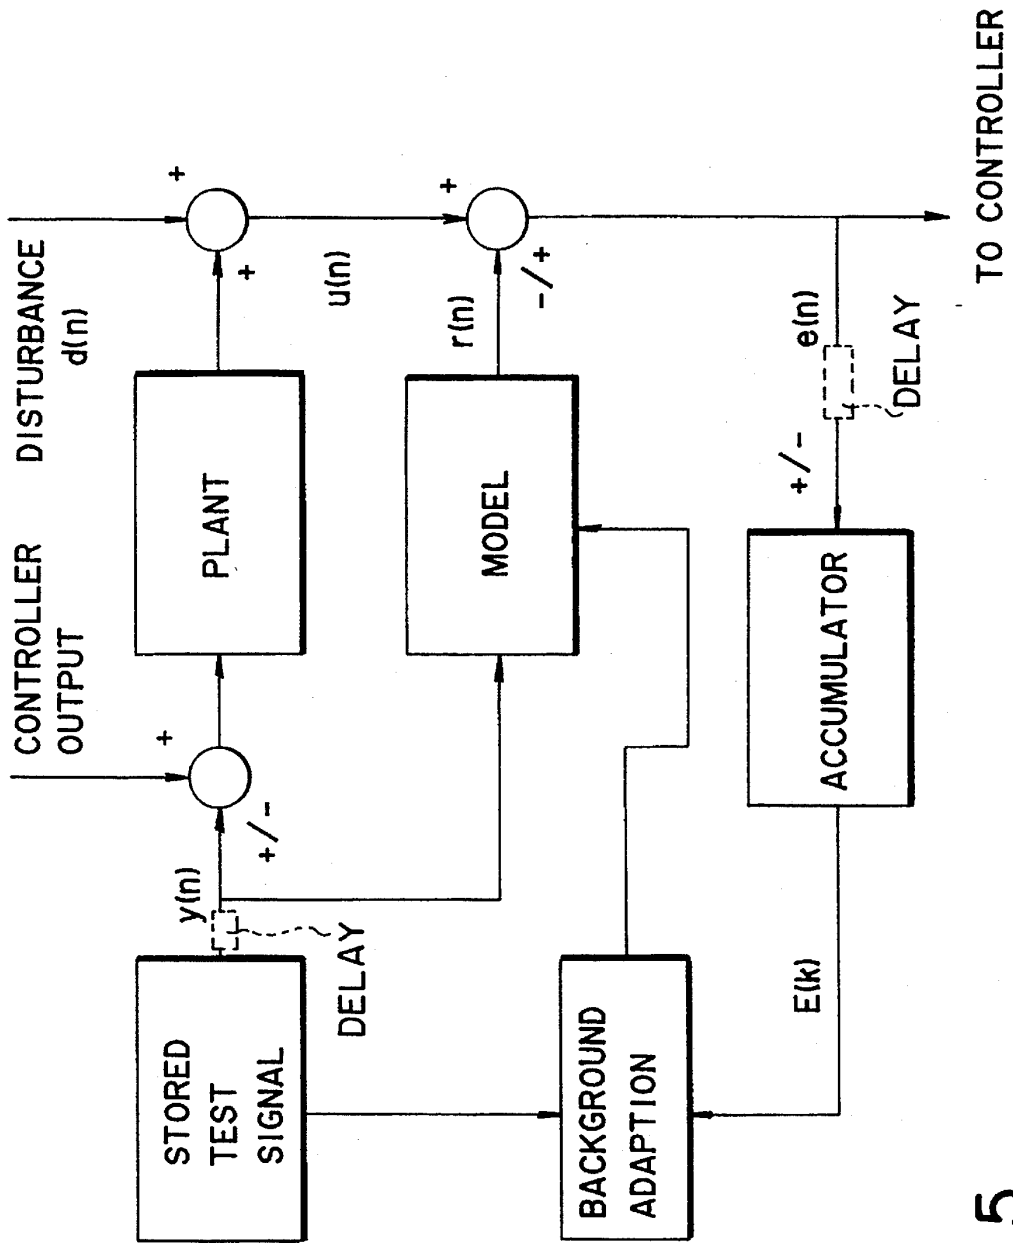 CONTROLLER
OUTPUT
DISTURBANCE
d(n)
+
+
STORED
TEST
SIGNAL
y(n)
+/-
PLANT
+
DELAY
u(n)
+
MODEL
r(n)
-/+
BACKGROUND
ADAPTION
E(k)
ACCUMULATOR
+/-
e(n)
DELAY
TO CONTROLLER
5